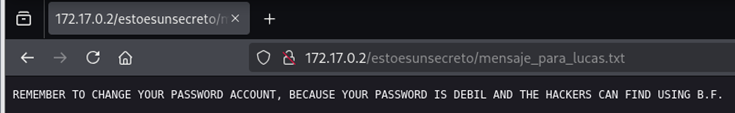 172.17.0.2/estoesunsecreto/
172.17.0.2/estoesunsecreto/mensaje_para_lucas.txt
REMEMBER TO CHANGE YOUR PASSWORD ACCOUNT, BECAUSE YOUR PASSWORD IS DEBIL AND THE HACKERS CAN FIND USING B.F.